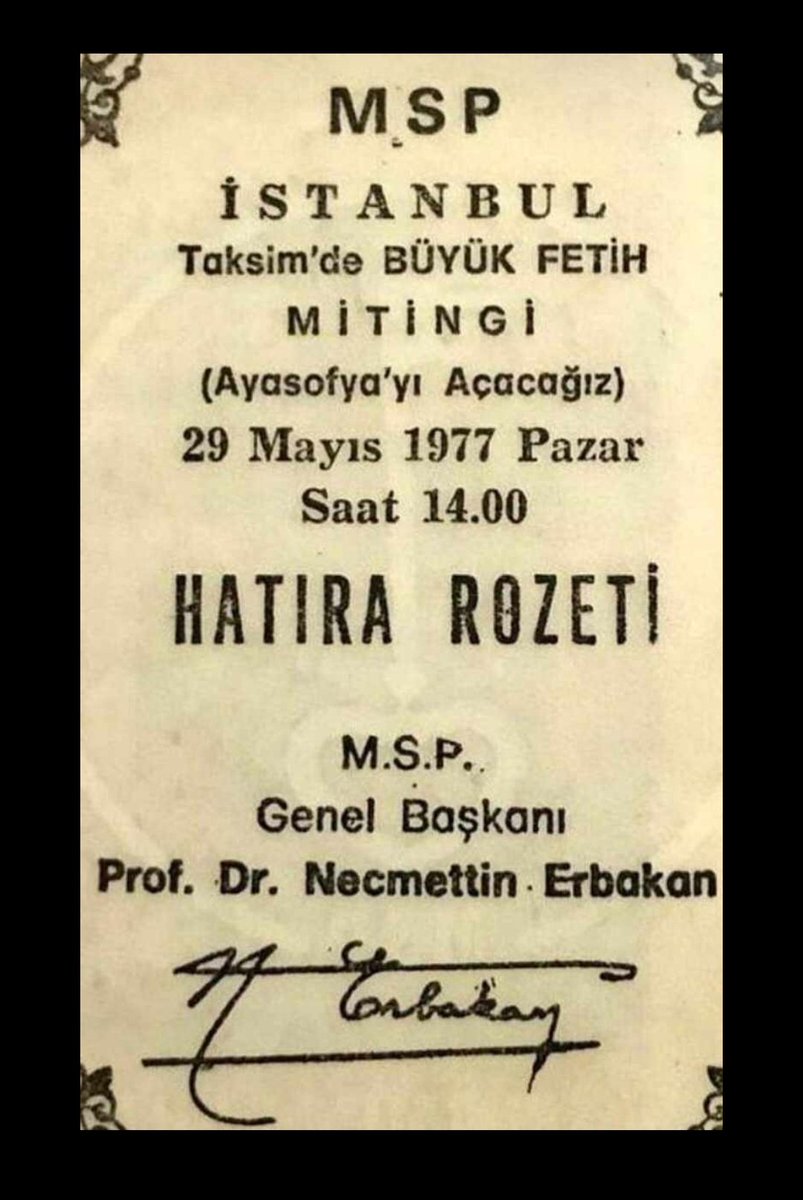 MSP
İSTANBUL
Taksim'de BÜYÜK FETİH
MİTİNGİ
(Ayasofya'yı Açacağız)
29 Mayıs 1977 Pazar
Saat 14.00
HATIRA ROZETİ
M.S.P.
Genel Başkanı
Prof. Dr. Necmettin Erbakan
N. Erbakan